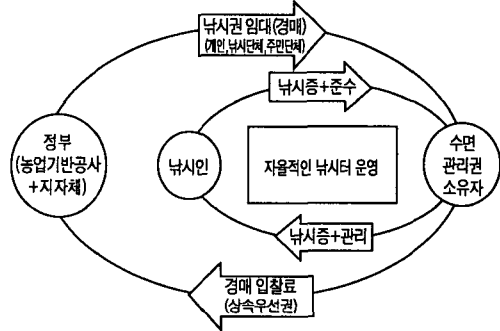 낚시권 임대(경매)
(개인,낚시단체,주민단체)
낚시증+준수
정부
(농업기반공사
+지자체)
낚시인
자율적인 낚시터 운영
수면
관리권
소유자
낚시증+관리
경매 입찰료
(상속우선권)